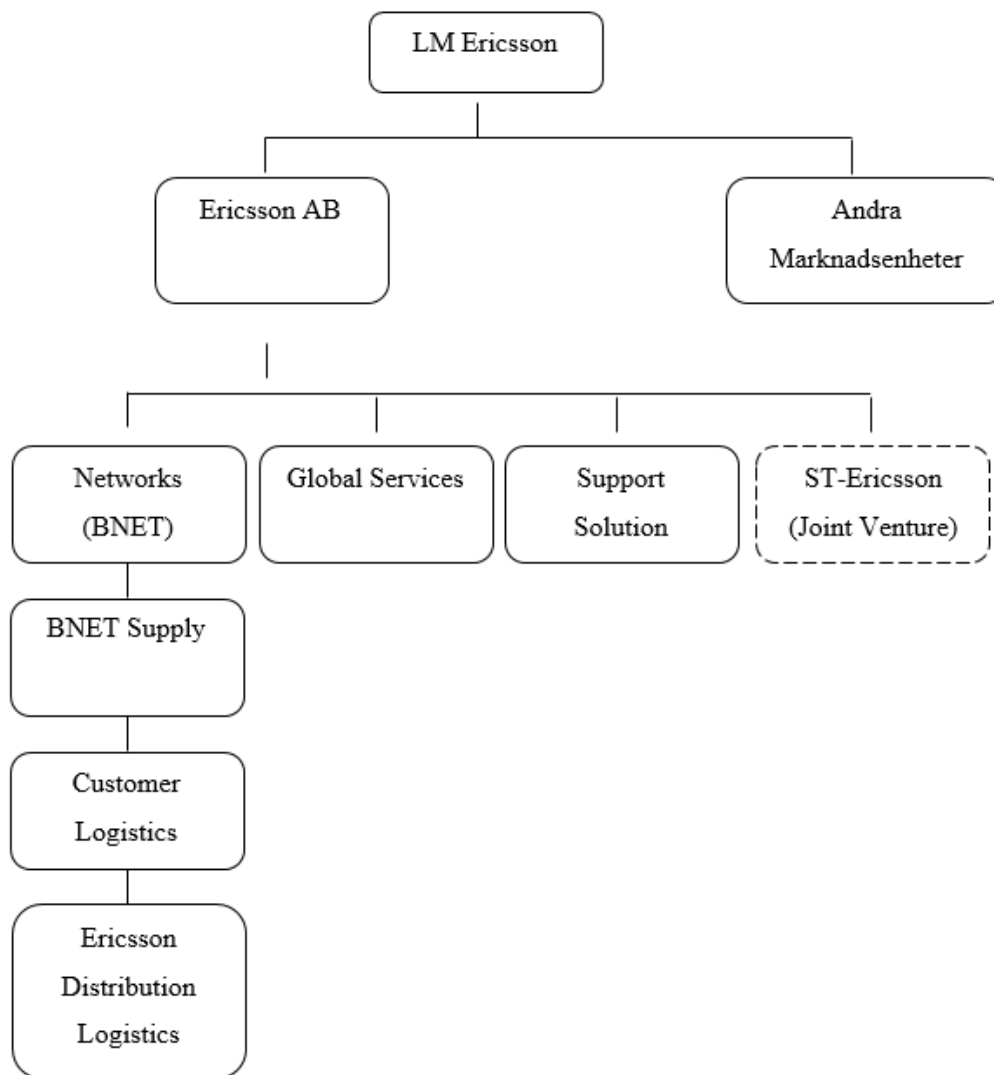 LM Ericsson
Ericsson AB
Andra
Marknadsenheter
Networks
(BNET)
Global Services
Support
Solution
ST-Ericsson
(Joint Venture)
BNET Supply
Customer
Logistics
Ericsson
Distribution
Logistics